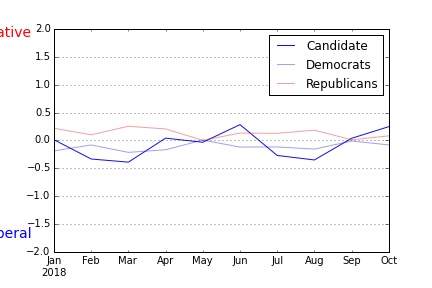 ative
2.0
1.5
1.0
0.5
0.0
−0.5
−1.0
−1.5
−2.0
beral
Candidate
Democrats
Republicans
Jan Feb Mar Apr May Jun Jul Aug Sep Oct
2018